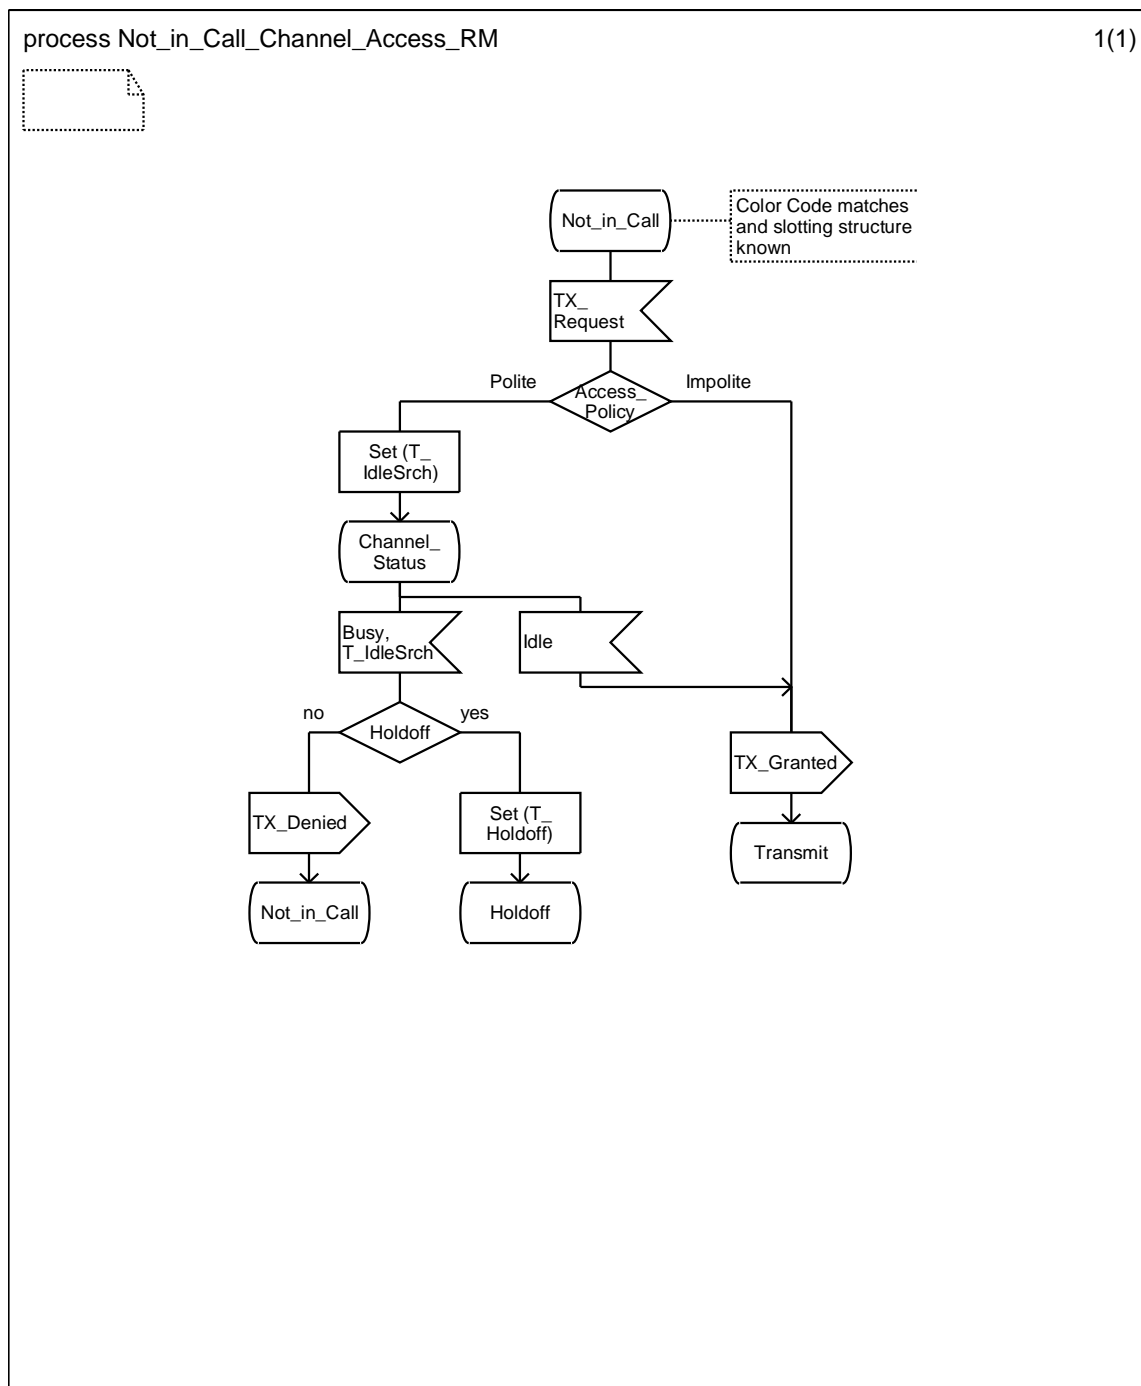 process Not_in_Call_Channel_Access_RM
1(1)
Not_in_Call
Color Code matches
and slotting structure
known
TX_
Request
Polite
Access_
Policy
Impolite
Set (T_
IdleSrch)
Channel_
Status
Busy,
T_IdleSrch
Idle
no
Holdoff
yes
TX_Granted
TX_Denied
Set (T_
Holdoff)
Transmit
Not_in_Call
Holdoff